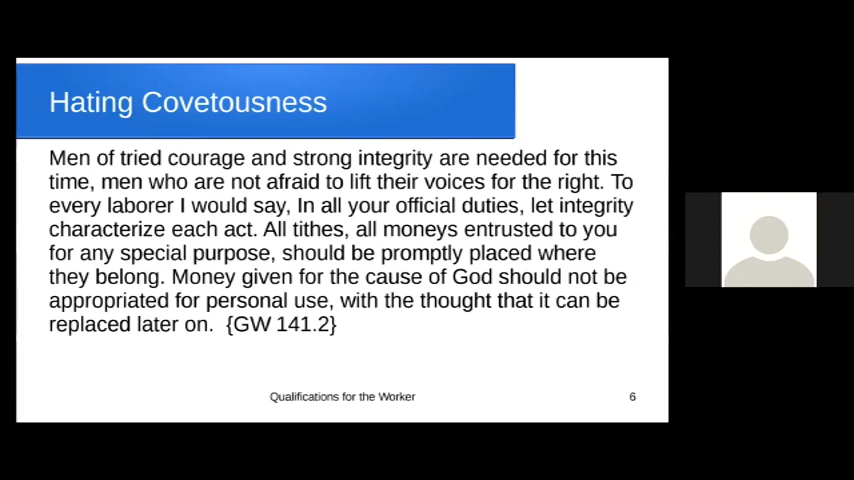 Hating Covetousness
Men of tried courage and strong integrity are needed for this
time, men who are not afraid to lift their voices for the right. To
every laborer I would say, In all your official duties, let integrity
characterize each act. All tithes, all moneys entrusted to you
for any special purpose, should be promptly placed where
they belong. Money given for the cause of God should not be
appropriated for personal use, with the thought that it can be
replaced later on.  {GW 141.2}
Qualifications for the Worker
6